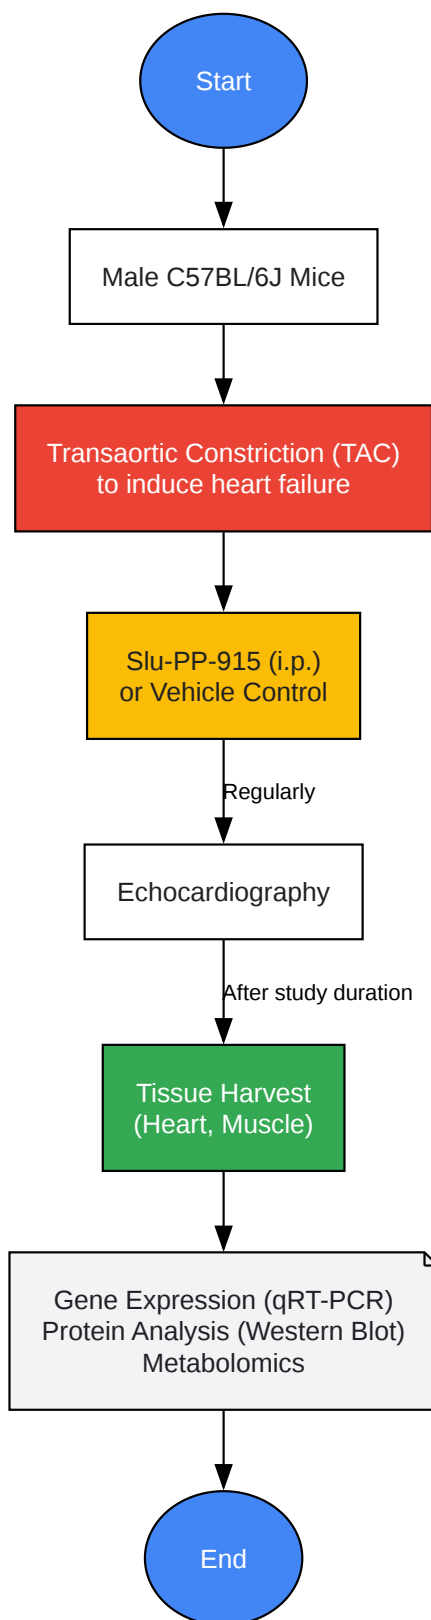 Start
Male C57BL/6J Mice
Transaortic Constriction (TAC)
to induce heart failure
Slu-PP-915 (i.p.)
or Vehicle Control
Regularly
Echocardiography
After study duration
Tissue Harvest
(Heart, Muscle)
Gene Expression (qRT-PCR)
Protein Analysis (Western Blot)
Metabolomics
End